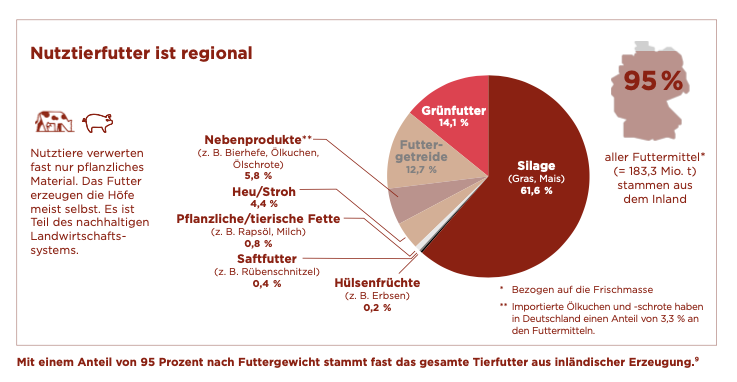 Nutztierfutter ist regional
Nutztiere verwerten
fast nur pflanzliches
Material. Das Futter
erzeugen die Höfe
meist selbst. Es ist
Teil des nachhaltigen
Landwirtschafts-
systems.
Grünfutter
14,1 %
Futter-
getreide
12,7 %
Nebenprodukte**
(z. B. Bierhefe, Ölkuchen,
Ölschrote)
5,8 %
Heu/Stroh
4,4 %
Pflanzliche/tierische Fette
(z. B. Rapsöl, Milch)
0,8 %
Saftfutter
(z. B. Rübenschnitzel)
0,4 %
Hülsenfrüchte
(z. B. Erbsen)
0,2 %
Silage
(Gras, Mais)
61,6 %
95 %
aller Futtermittel*
(= 183,3 Mio. t)
stammen aus
dem Inland
* Bezogen auf die Frischmasse
** Importierte Ölkuchen und -schrote haben
in Deutschland einen Anteil von 3,3 % an
den Futtermitteln.
Mit einem Anteil von 95 Prozent nach Futtergewicht stammt fast das gesamte Tierfutter aus inländischer Erzeugung.⁹